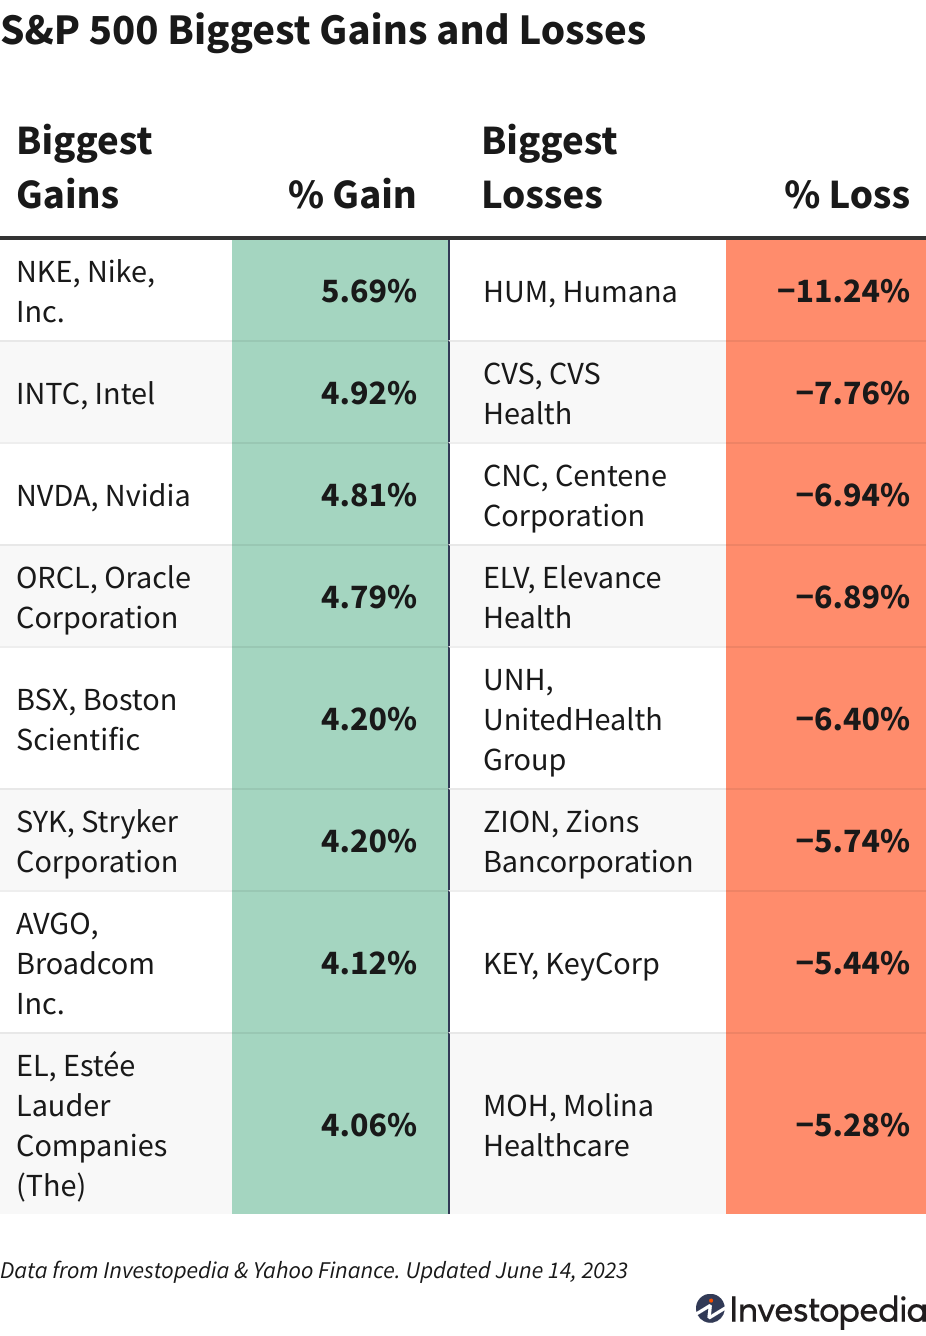 S&P 500 Biggest Gains and Losses
Biggest
Gains
% Gain
Biggest
Losses
% Loss
NKE, Nike,
Inc.
5.69%
HUM, Humana
−11.24%
INTC, Intel
4.92%
CVS, CVS
Health
−7.76%
NVDA, Nvidia
4.81%
CNC, Centene
Corporation
−6.94%
ORCL, Oracle
Corporation
4.79%
ELV, Elevance
Health
−6.89%
BSX, Boston
Scientific
4.20%
UNH,
UnitedHealth
Group
−6.40%
SYK, Stryker
Corporation
4.20%
ZION, Zions
Bancorporation
−5.74%
AVGO,
Broadcom
Inc.
4.12%
KEY, KeyCorp
−5.44%
EL, Estée
Lauder
Companies
(The)
4.06%
MOH, Molina
Healthcare
−5.28%
Data from Investopedia & Yahoo Finance. Updated June 14, 2023
Investopedia